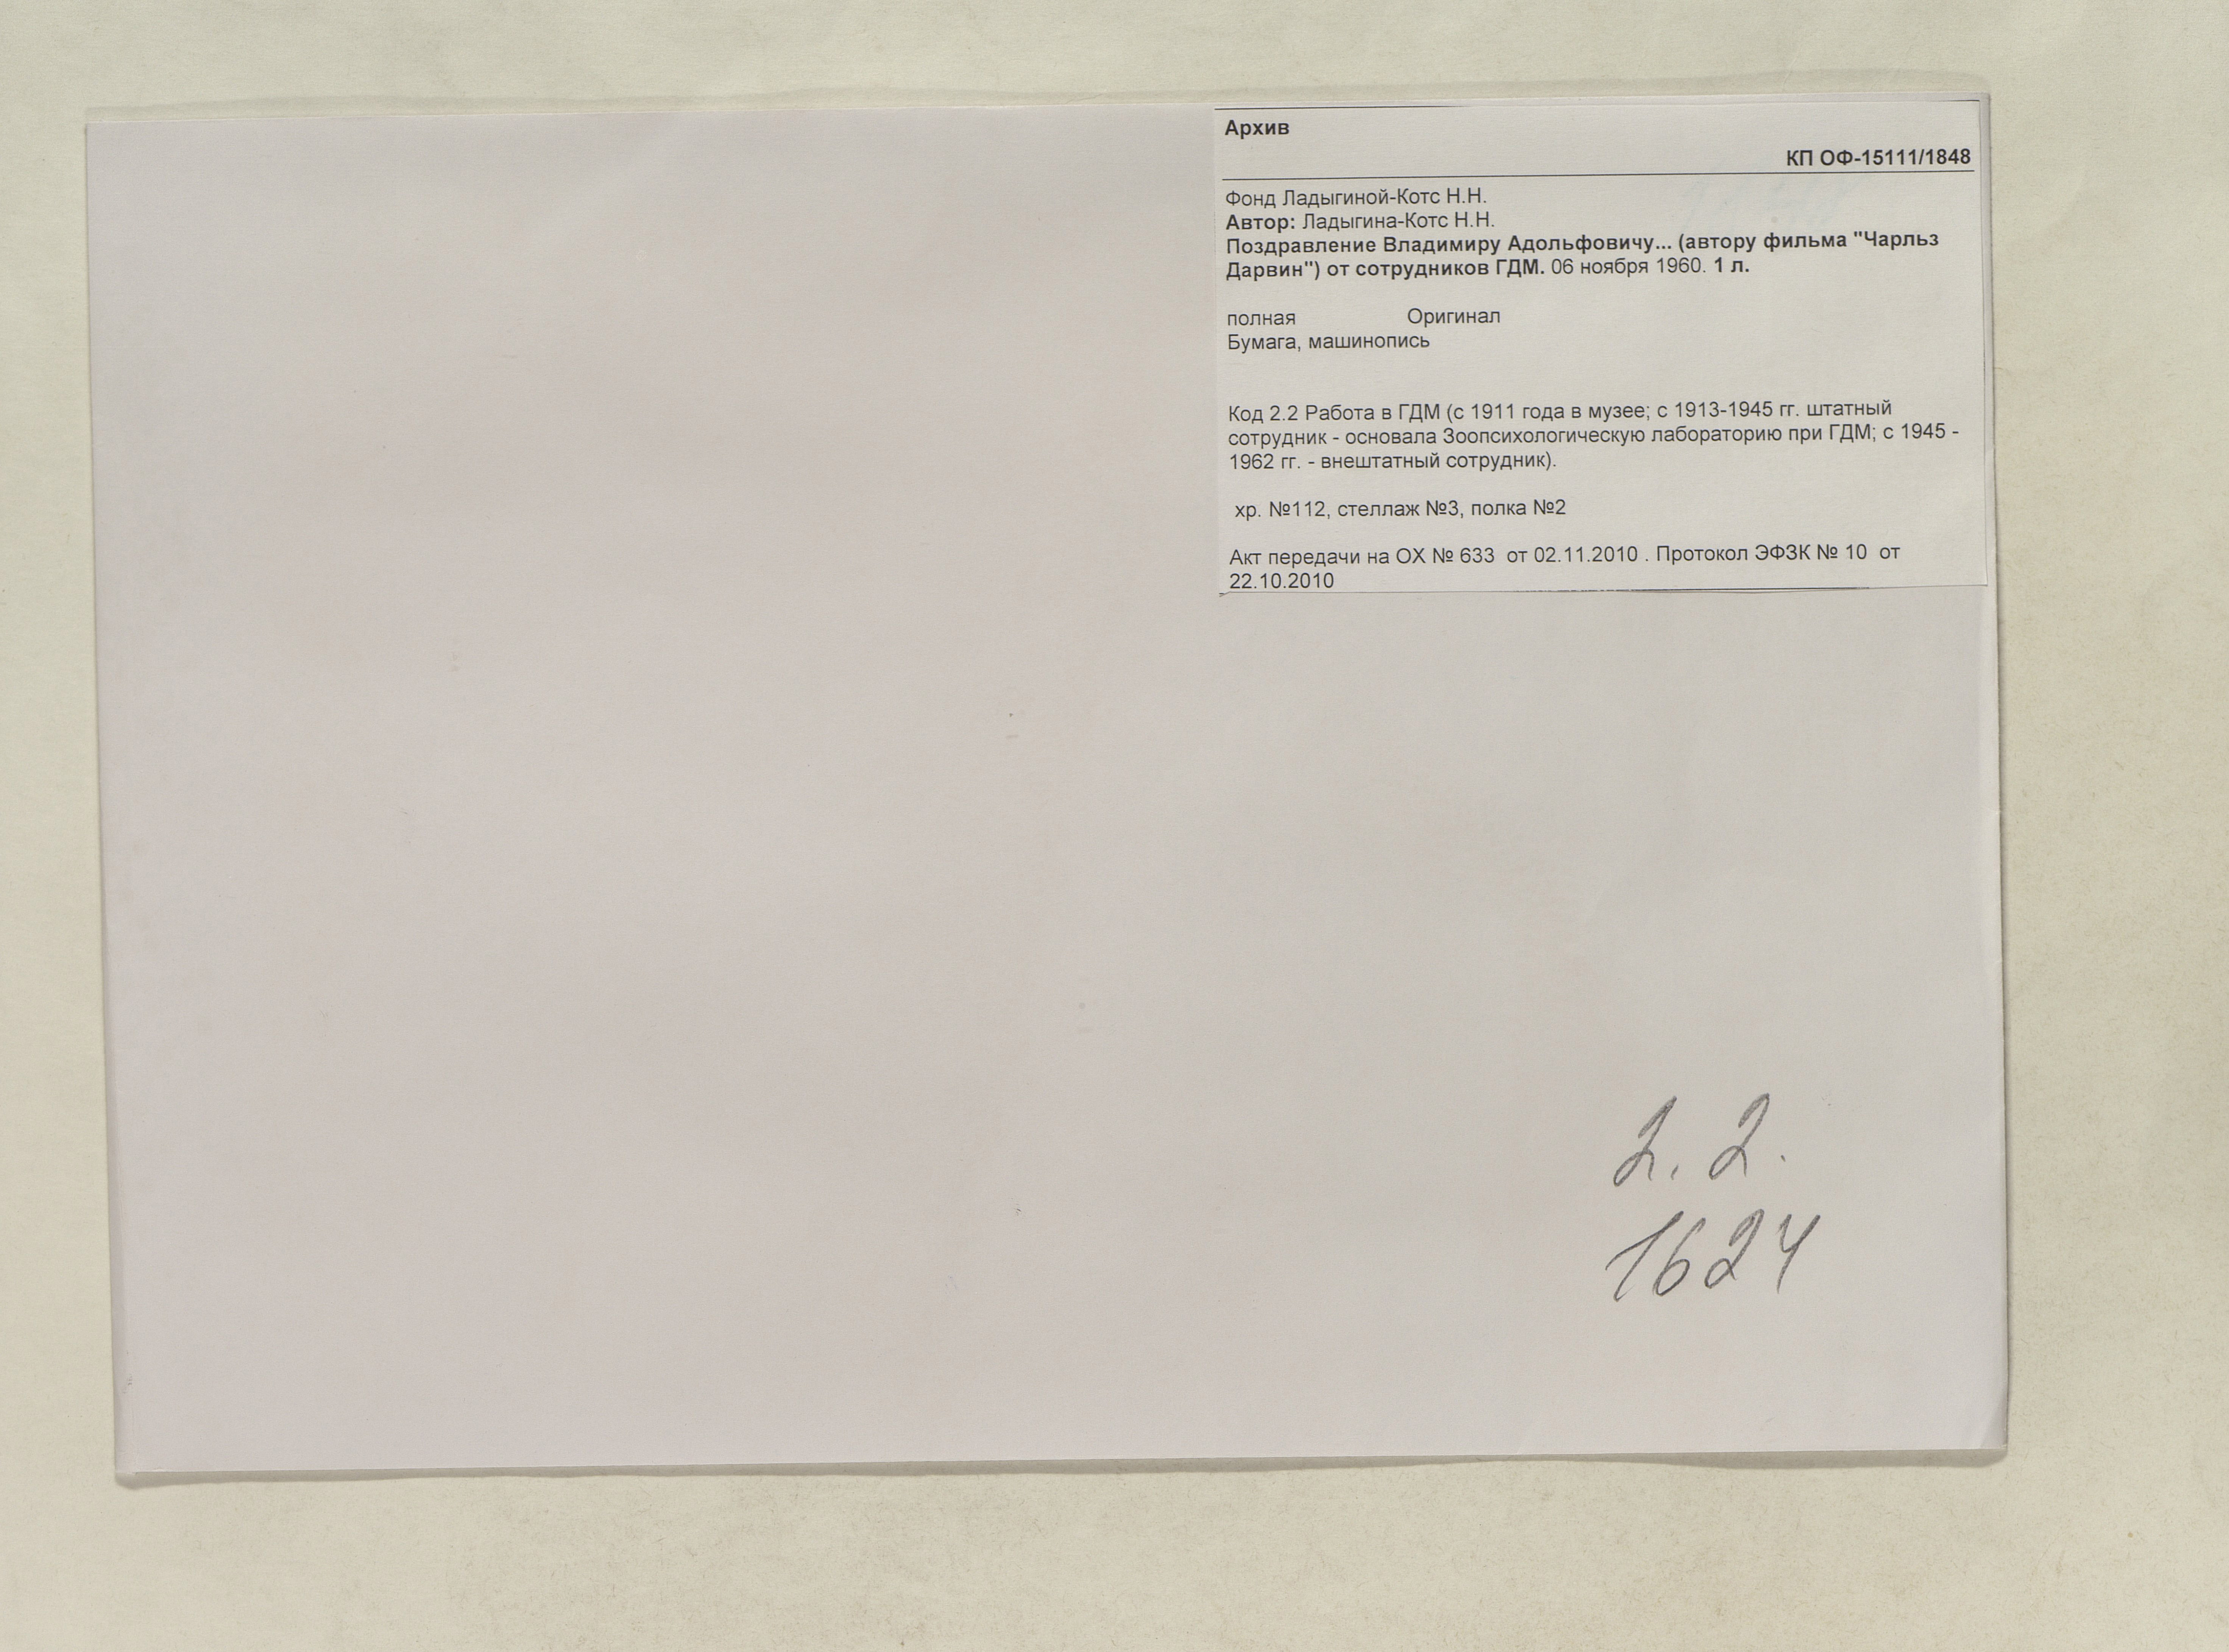 Архив
КП ОФ-15111/1848
Фонд Ладыгиной-Котс Н.Н.
Автор: Ладыгина-Котс Н.Н.
Поздравление Владимиру Адольфовичу... (автору фильма "Чарльз
Дарвин") от сотрудников ГДМ. 06 ноября 1960. 1 л.
полная Оригинал
Бумага, машинопись
Код 2.2 Работа в ГДМ (с 1911 года в музее; с 1913-1945 гг. штатный
сотрудник - основала Зоопсихологическую лабораторию при ГДМ; с 1945 -
1962 гг. - внештатный сотрудник).
хр. №112, стеллаж №3, полка №2
Акт передачи на ОХ № 633 от 02.11.2010 . Протокол ЭФЗК № 10 от
22.10.2010
2. 2.
1624